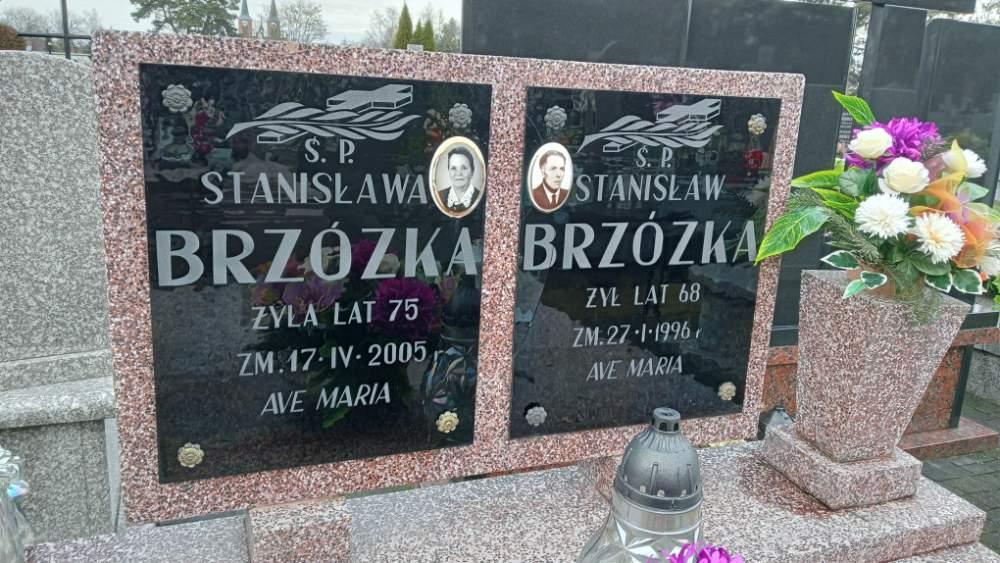 Ś. P.
STANISŁAWA
BRZÓZKA
ŻYŁA LAT 75
ZM. 17·IV·2005 r
AVE MARIA
Ś. P.
STANISŁAW
BRZÓZKA
ŻYŁ LAT 68
ZM. 27·I·1996 r
AVE MARIA